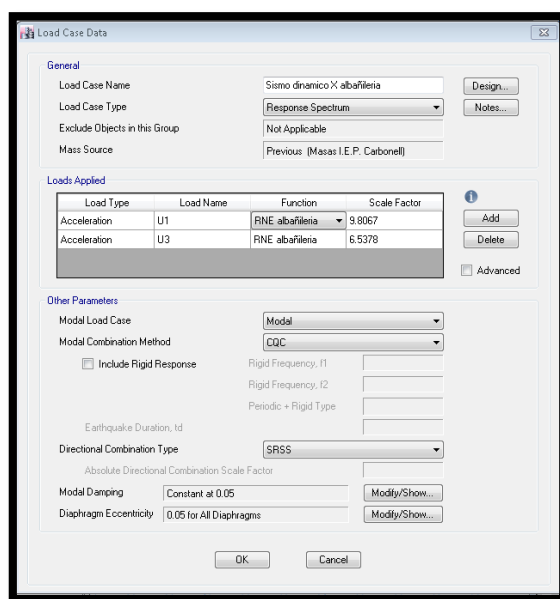 Load Case Data
General
Load Case Name Sismo dinamico X albañileria Design...
Load Case Type Response Spectrum Notes...
Exclude Objects in this Group Not Applicable
Mass Source Previous (Masas I.E.P. Carbonell)
Loads Applied
Load Type Load Name Function Scale Factor
Acceleration U1 RNE albañileria 9.8067 Add
Acceleration U3 RNE albañileria 6.5378 Delete
Advanced
Other Parameters
Modal Load Case Modal
Modal Combination Method CQC
Include Rigid Response Rigid Frequency, f1
Rigid Frequency, f2
Periodic + Rigid Type
Earthquake Duration, td
Directional Combination Type SRSS
Absolute Directional Combination Scale Factor
Modal Damping Constant at 0.05 Modify/Show...
Diaphragm Eccentricity 0.05 for All Diaphragms Modify/Show...
OK Cancel